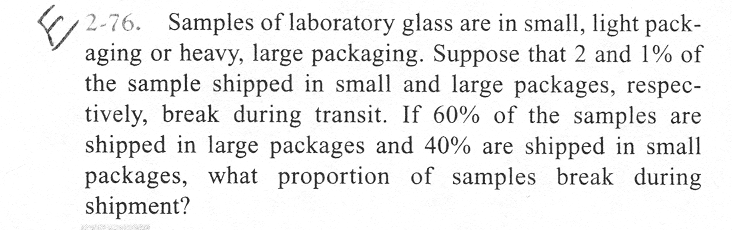 E/ 2-76. Samples of laboratory glass are in small, light pack-
aging or heavy, large packaging. Suppose that 2 and 1% of
the sample shipped in small and large packages, respec-
tively, break during transit. If 60% of the samples are
shipped in large packages and 40% are shipped in small
packages, what proportion of samples break during
shipment?